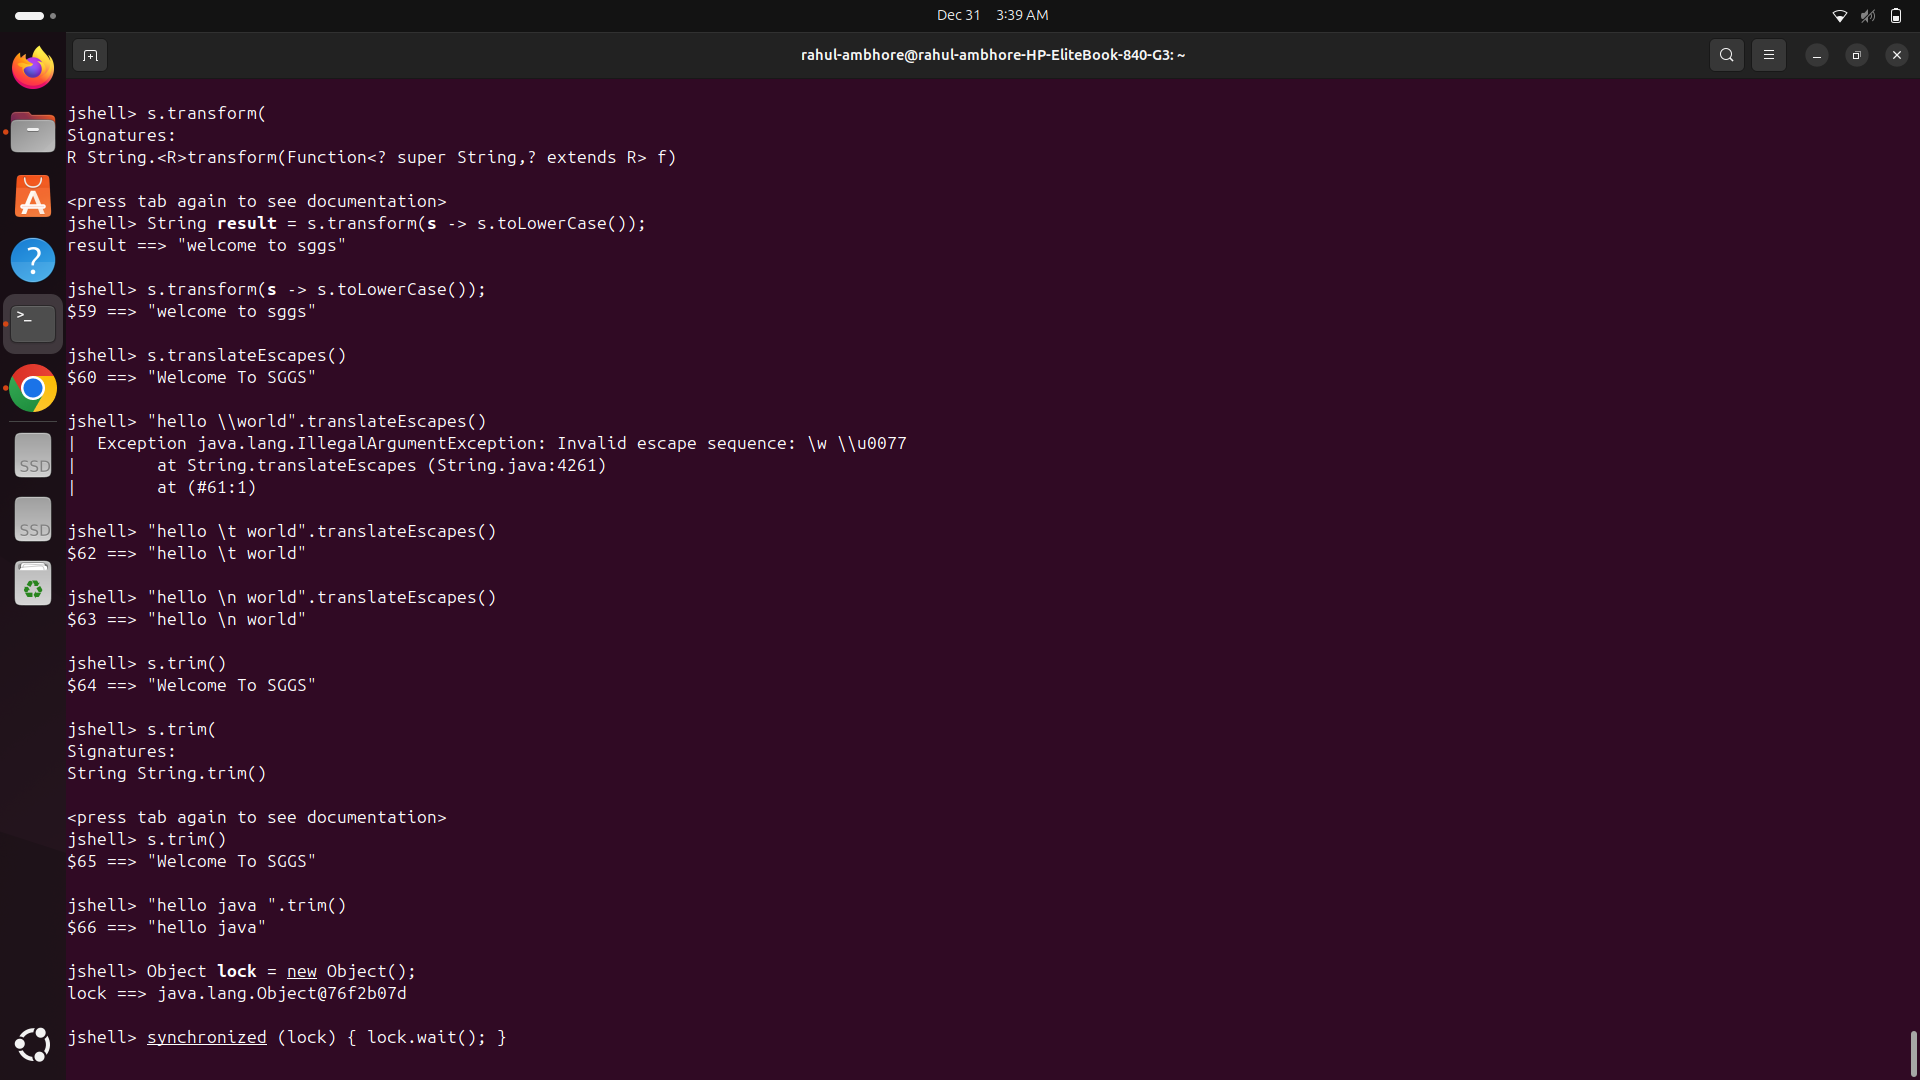 Dec 31 3:39 AM
rahul-ambhore@rahul-ambhore-HP-EliteBook-840-G3: ~
jshell> s.transform(
Signatures:
R String.<R>transform(Function<? super String,? extends R> f)
<press tab again to see documentation>
jshell> String result = s.transform(s -> s.toLowerCase());
result ==> "welcome to sggs"
jshell> s.transform(s -> s.toLowerCase());
$59 ==> "welcome to sggs"
jshell> s.translateEscapes()
$60 ==> "Welcome To SGGS"
jshell> "hello \\world".translateEscapes()
|  Exception java.lang.IllegalArgumentException: Invalid escape sequence: \w \\u0077
|        at String.translateEscapes (String.java:4261)
|        at (#61:1)
jshell> "hello \t world".translateEscapes()
$62 ==> "hello \t world"
jshell> "hello \n world".translateEscapes()
$63 ==> "hello \n world"
jshell> s.trim()
$64 ==> "Welcome To SGGS"
jshell> s.trim(
Signatures:
String String.trim()
<press tab again to see documentation>
jshell> s.trim()
$65 ==> "Welcome To SGGS"
jshell> "hello java ".trim()
$66 ==> "hello java"
jshell> Object lock = new Object();
lock ==> java.lang.Object@76f2b07d
jshell> synchronized (lock) { lock.wait(); }
SSD
SSD